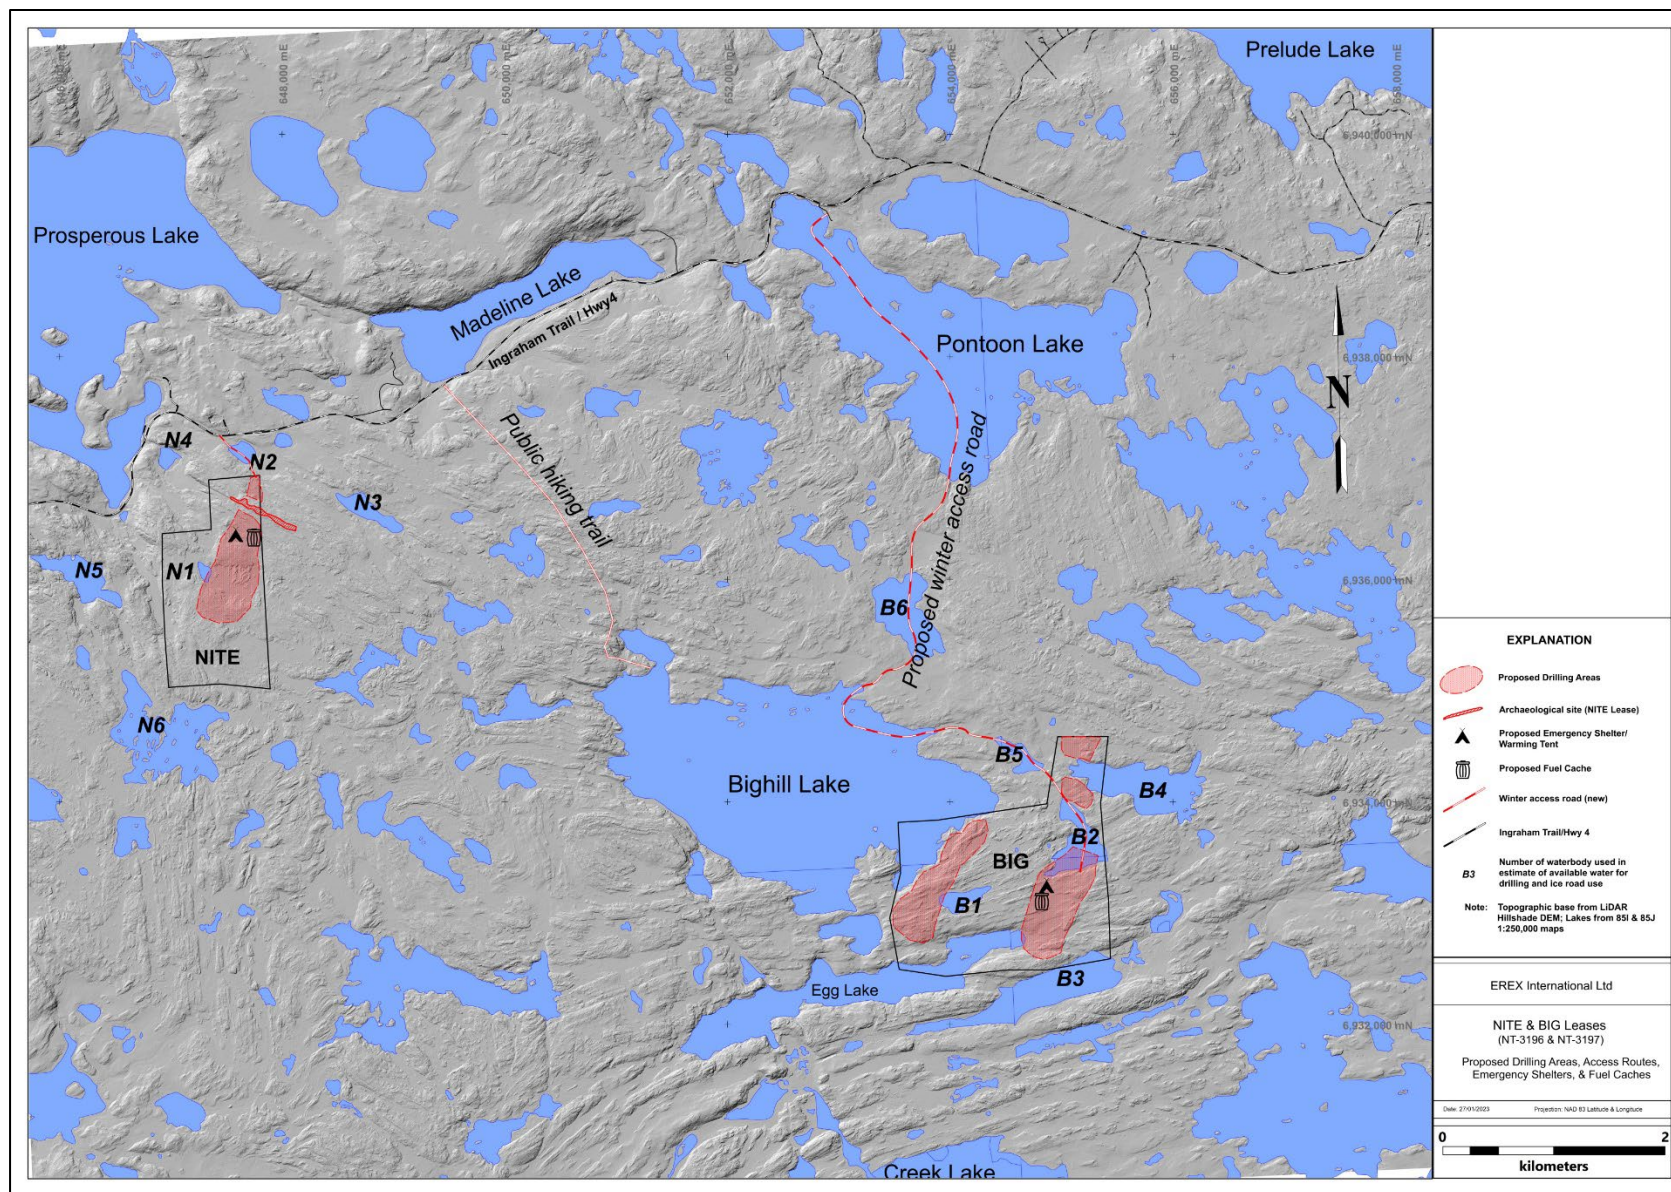 Prelude Lake
646,000 mE
648,000 mE
650,000 mE
652,000 mE
654,000 mE
656,000 mE
658,000 mE
6,940,000 mN
Prosperous Lake
Madeline Lake
Ingraham Trail / Hwy4
Pontoon Lake
6,938,000 mN
N
N4
N2
N3
Public hiking trail
Proposed winter access road
N5
N1
6,936,000 mN
B6
NITE
N6
B5
Bighill Lake
B4
6,934,000 mN
B2
BIG
B1
B3
Egg Lake
6,932,000 mN
Creek Lake
EXPLANATION
Proposed Drilling Areas
Archaeological site (NITE Lease)
Proposed Emergency Shelter/
Warming Tent
Proposed Fuel Cache
Winter access road (new)
Ingraham Trail/Hwy 4
B3
Number of waterbody used in
estimate of available water for
drilling and ice road use
Note: Topographic base from LiDAR
Hillshade DEM; Lakes from 85I & 85J
1:250,000 maps
EREX International Ltd
NITE & BIG Leases
(NT-3196 & NT-3197)
Proposed Drilling Areas, Access Routes,
Emergency Shelters, & Fuel Caches
Date: 27/01/2023 Projection: NAD 83 Latitude & Longitude
0 2
kilometers